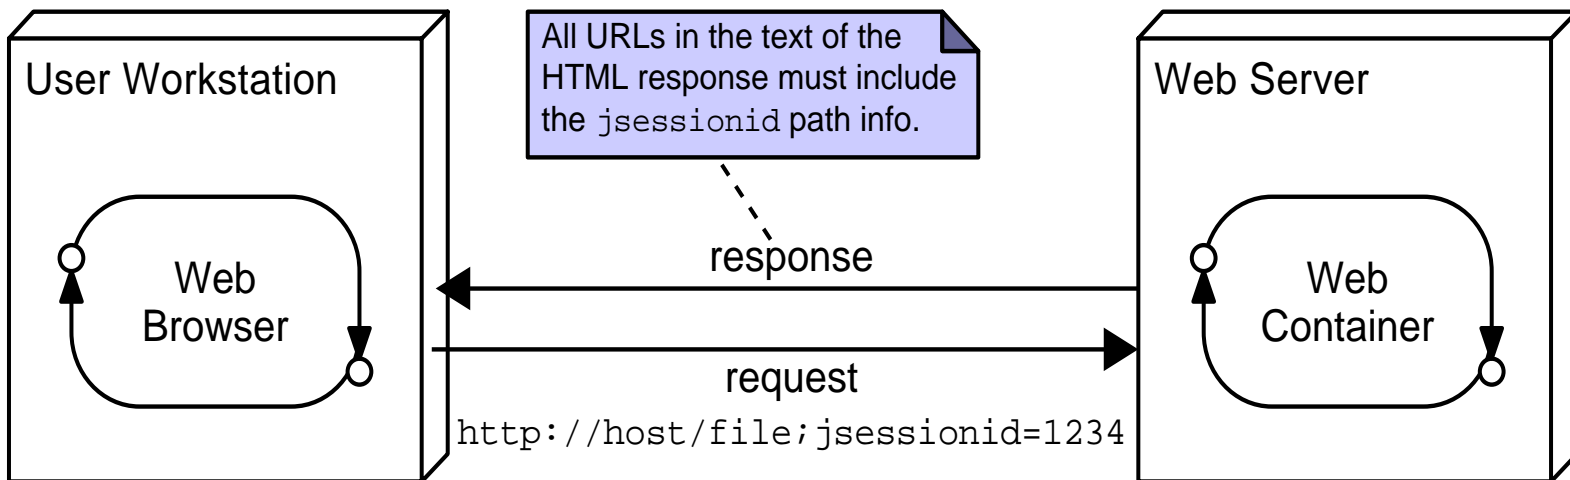 User Workstation
All URLs in the text of the
HTML response must include
the jsessionid path info.
Web Server
Web
Browser
response
request
http://host/file;jsessionid=1234
Web
Container